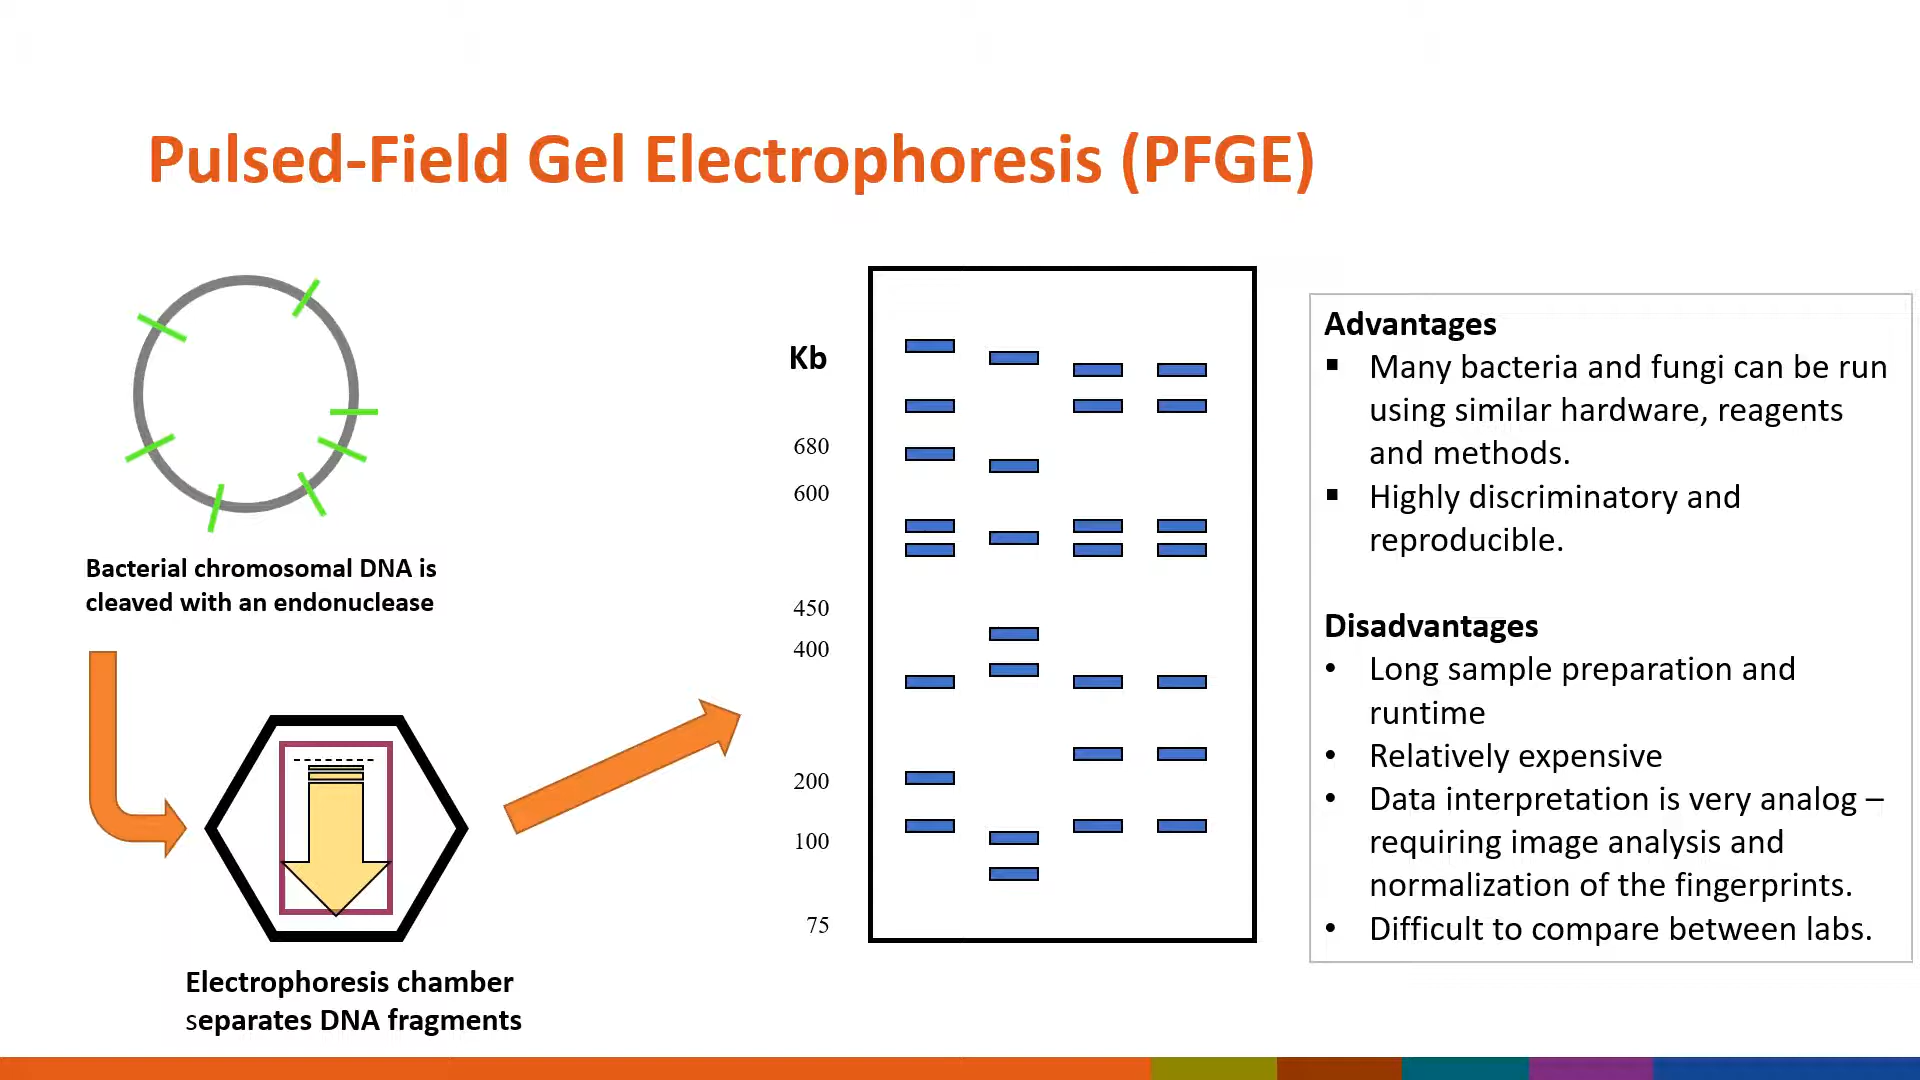 Pulsed-Field Gel Electrophoresis (PFGE)
Bacterial chromosomal DNA is
cleaved with an endonuclease
Electrophoresis chamber
separates DNA fragments
Kb
680
600
450
400
200
100
75
Advantages
▪ Many bacteria and fungi can be run
using similar hardware, reagents
and methods.
▪ Highly discriminatory and
reproducible.
Disadvantages
• Long sample preparation and
runtime
• Relatively expensive
• Data interpretation is very analog –
requiring image analysis and
normalization of the fingerprints.
• Difficult to compare between labs.